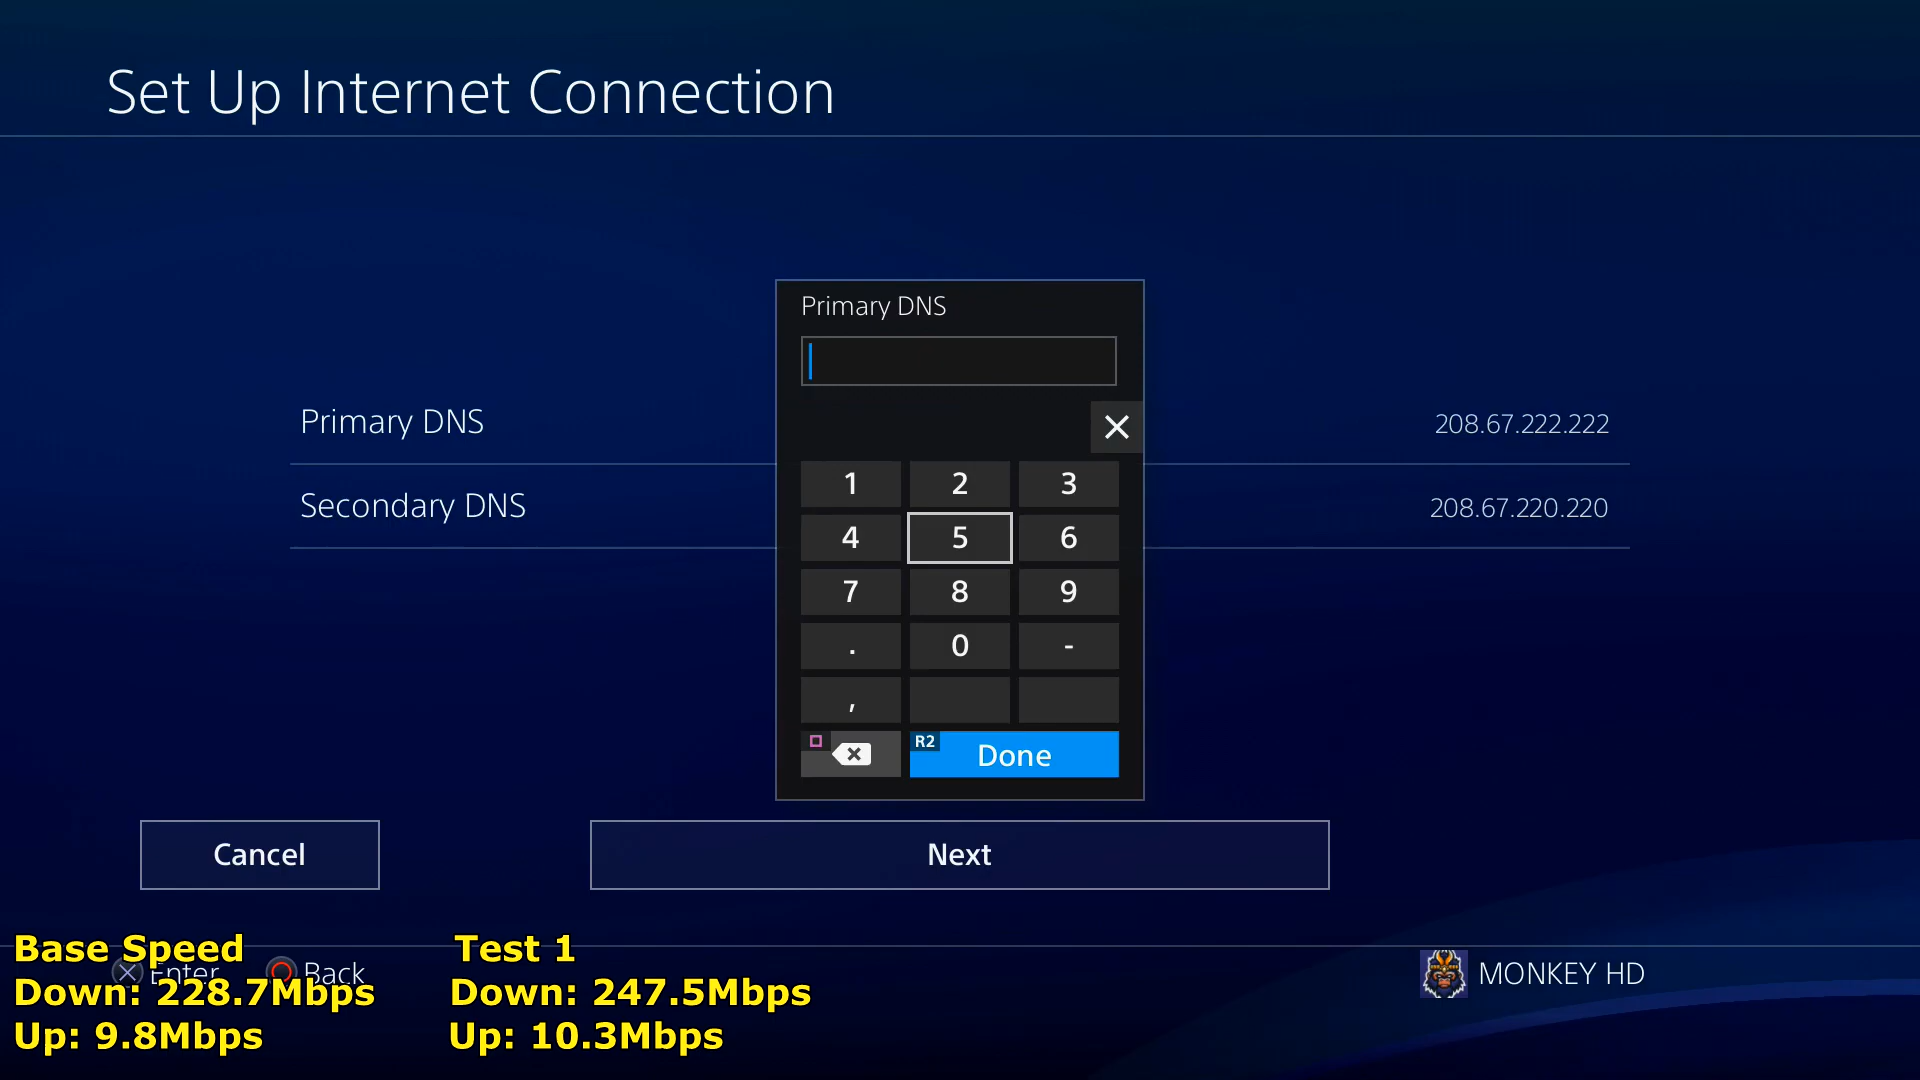 Set Up Internet Connection
Primary DNS
Primary DNS 208.67.222.222
Secondary DNS 208.67.220.220
1 2 3
4 5 6
7 8 9
. 0 -
,
R2 Done
Cancel Next
Base Speed Test 1
Enter Back MONKEY HD
Down: 228.7Mbps Down: 247.5Mbps
Up: 9.8Mbps Up: 10.3Mbps